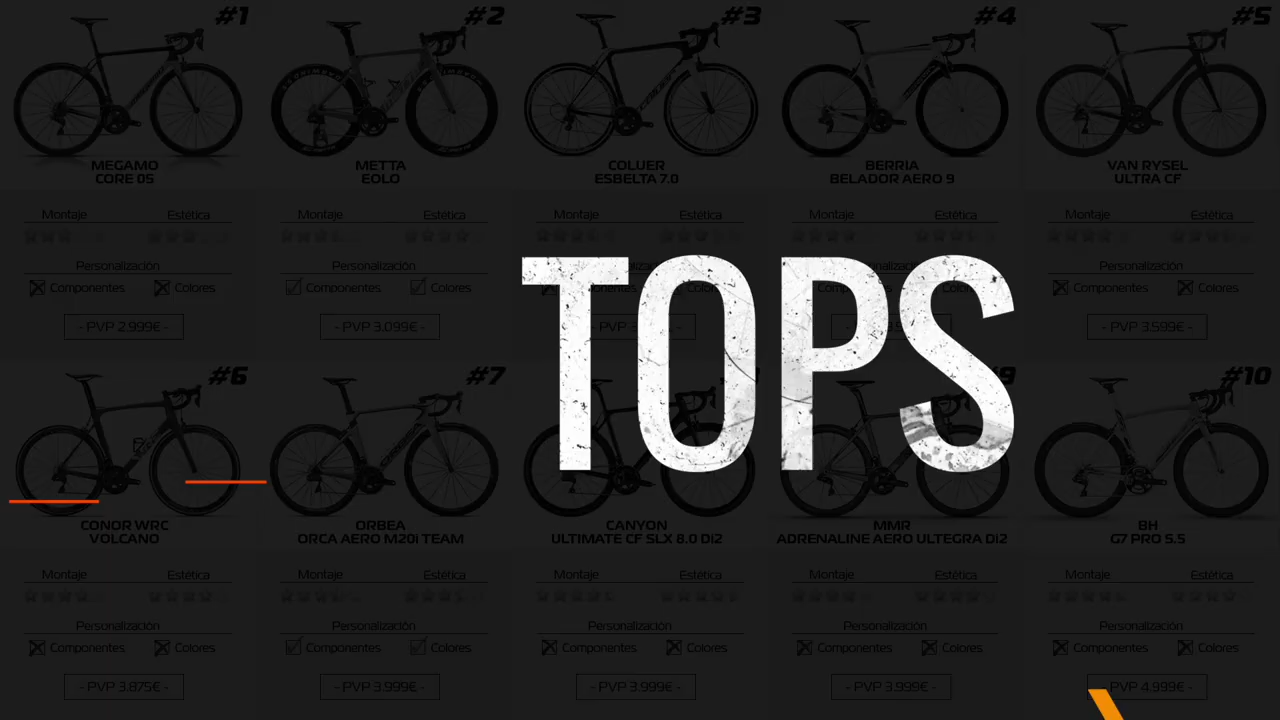 #1
#2
#3
#4
#5
MEGAMO
CORE 05
METTA
EOLO
COLUER
ESBELTA 7.0
BERRIA
BELADOR AERO 9
VAN RYSEL
ULTRA CF
Montaje Estética
Montaje Estética
Montaje Estética
Montaje Estética
Montaje Estética
Personalización
Personalización
Personalización
Personalización
Personalización
Componentes Colores
Componentes Colores
Componentes Colores
- PVP 2.999€ -
- PVP 3.099€ -
- PVP 3.599€ -
TOPS
#6
#7
#10
CONOR WRC
VOLCANO
ORBEA
ORCA AERO M20i TEAM
CANYON
ULTIMATE CF SLX 8.0 Di2
MMR
ADRENALINE AERO ULTEGRA Di2
BH
G7 PRO 5.5
Montaje Estética
Montaje Estética
Montaje Estética
Montaje Estética
Montaje Estética
Personalización
Personalización
Personalización
Personalización
Personalización
Componentes Colores
Componentes Colores
Componentes Colores
Componentes Colores
Componentes Colores
- PVP 3.875€ -
- PVP 3.999€ -
- PVP 3.999€ -
- PVP 3.999€ -
- PVP 4.999€ -